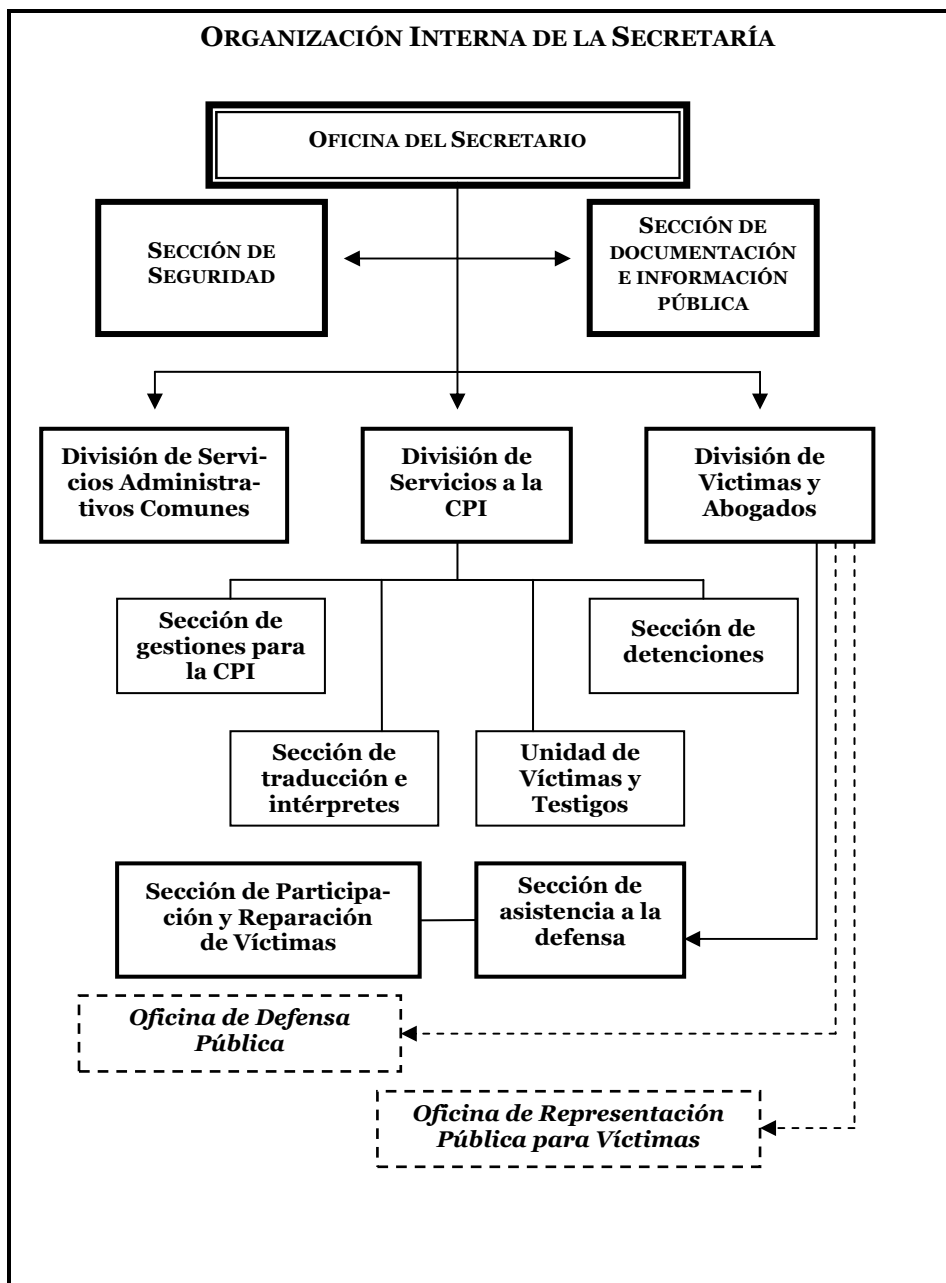 ORGANIZACIÓN INTERNA DE LA SECRETARÍA
OFICINA DEL SECRETARIO
SECCIÓN DE
SEGURIDAD
SECCIÓN DE
DOCUMENTACIÓN
E INFORMACIÓN
PÚBLICA
División de Servi-
cios Administra-
tivos Comunes
División de
Servicios a la
CPI
División de
Victimas y
Abogados
Sección de
gestiones para
la CPI
Sección de
detenciones
Sección de
traducción e
intérpretes
Unidad de
Víctimas y
Testigos
Sección de Participa-
ción y Reparación
de Víctimas
Sección de
asistencia a la
defensa
Oficina de Defensa
Pública
Oficina de Representación
Pública para Víctimas